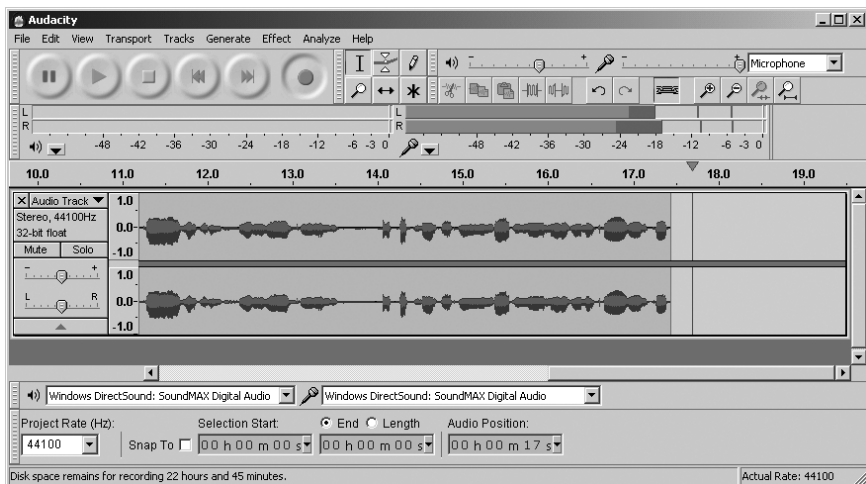 Audacity
File Edit View Transport Tracks Generate Effect Analyze Help
Microphone
L
R
-48 -42 -36 -30 -24 -18 -12 -6 -3 0
L
R
-48 -42 -36 -30 -24 -18 -12 -6 -3 0
10.0 11.0 12.0 13.0 14.0 15.0 16.0 17.0 18.0 19.0
Audio Track
Stereo, 44100Hz
32-bit float
Mute Solo
- +
L R
1.0
0.0-
-1.0
1.0
0.0-
-1.0
Windows DirectSound: SoundMAX Digital Audio Windows DirectSound: SoundMAX Digital Audio
Project Rate (Hz): Selection Start: End Length Audio Position:
44100 Snap To 00 h 00 m 00 s 00 h 00 m 00 s 00 h 00 m 17 s
Disk space remains for recording 22 hours and 45 minutes. Actual Rate: 44100